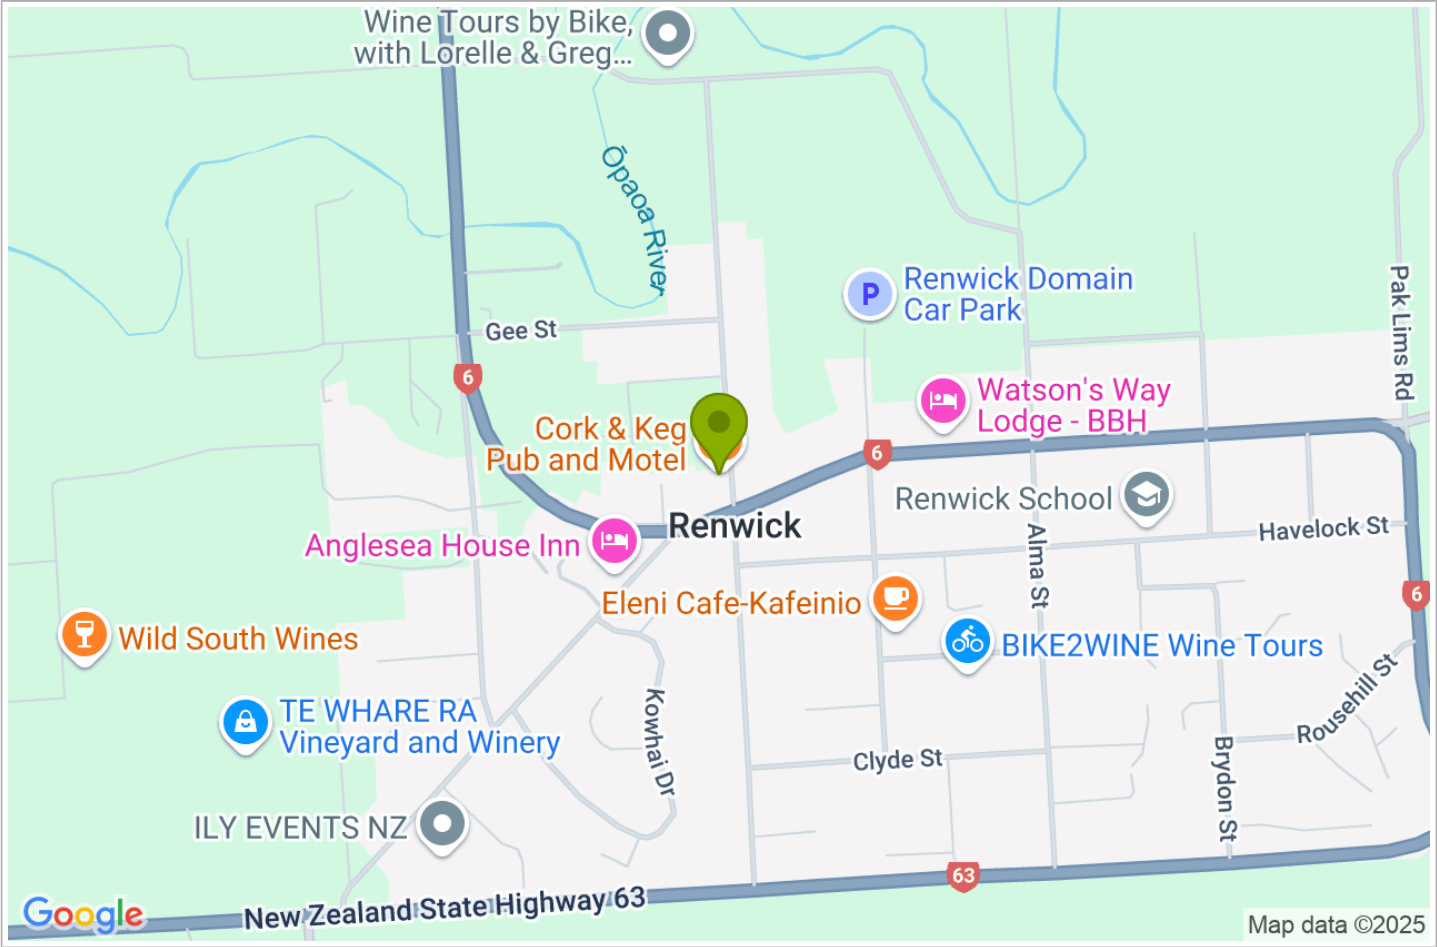 Wine Tours by Bike,
with Lorelle & Greg...
Ōpaoa River
Renwick Domain
Car Park
P
Gee St
Pak Lims Rd
6
Watson's Way
Lodge - BBH
Cork & Keg
Pub and Motel
6
Renwick School
Renwick
Havelock St
Anglesea House Inn
Alma St
6
Eleni Cafe-Kafeinio
Wild South Wines
BIKE2WINE Wine Tours
Rousehill St
TE WHARE RA
Vineyard and Winery
Kowhai Dr
Clyde St
Brydon St
ILY EVENTS NZ
63
New Zealand State Highway 63
Google
Map data ©2025